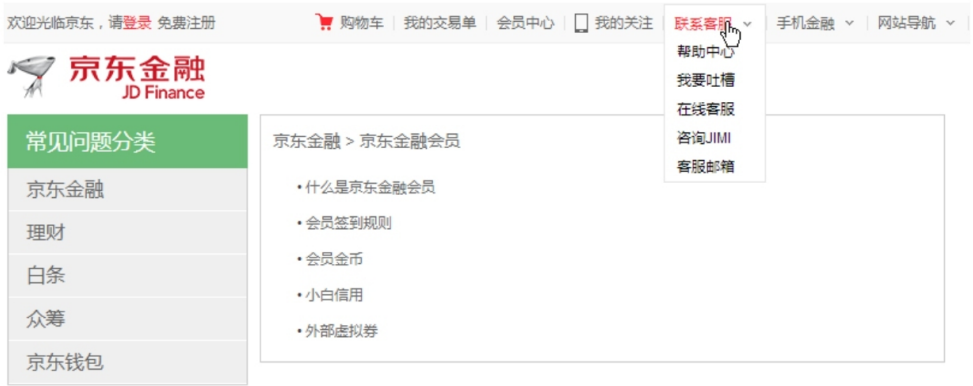 欢迎光临京东，请登录 免费注册 购物车 我的交易单 会员中心 我的关注 联系客服 手机金融 网站导航
帮助中心
我要吐槽
在线客服
咨询JIMI
客服邮箱
京东金融
JD Finance
常见问题分类
京东金融
理财
白条
众筹
京东钱包
京东金融 > 京东金融会员
• 什么是京东金融会员
• 会员签到规则
• 会员金币
• 小白信用
• 外部虚拟券